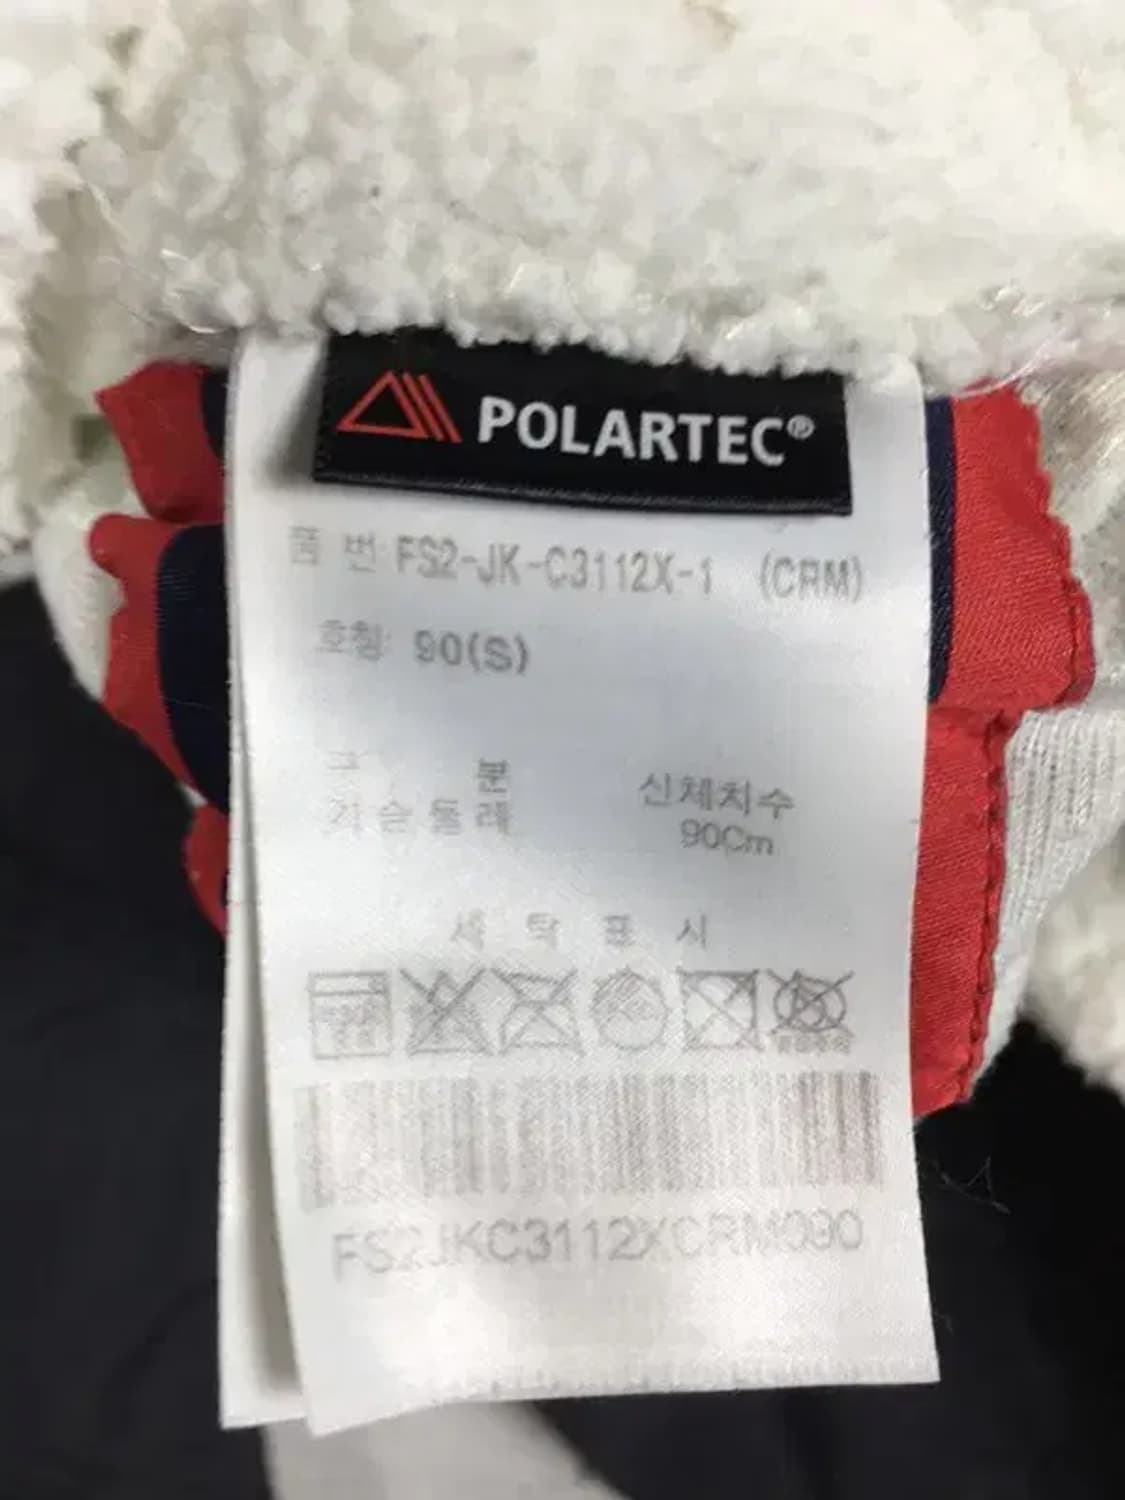 POLARTEC®
품 번 FS2-JK-C3112X-1 (CRM)
호칭: 90(S)
구 분 신체치수
가슴둘레 90Cm
세 탁 표 시
FS2JKC3112XCRM090